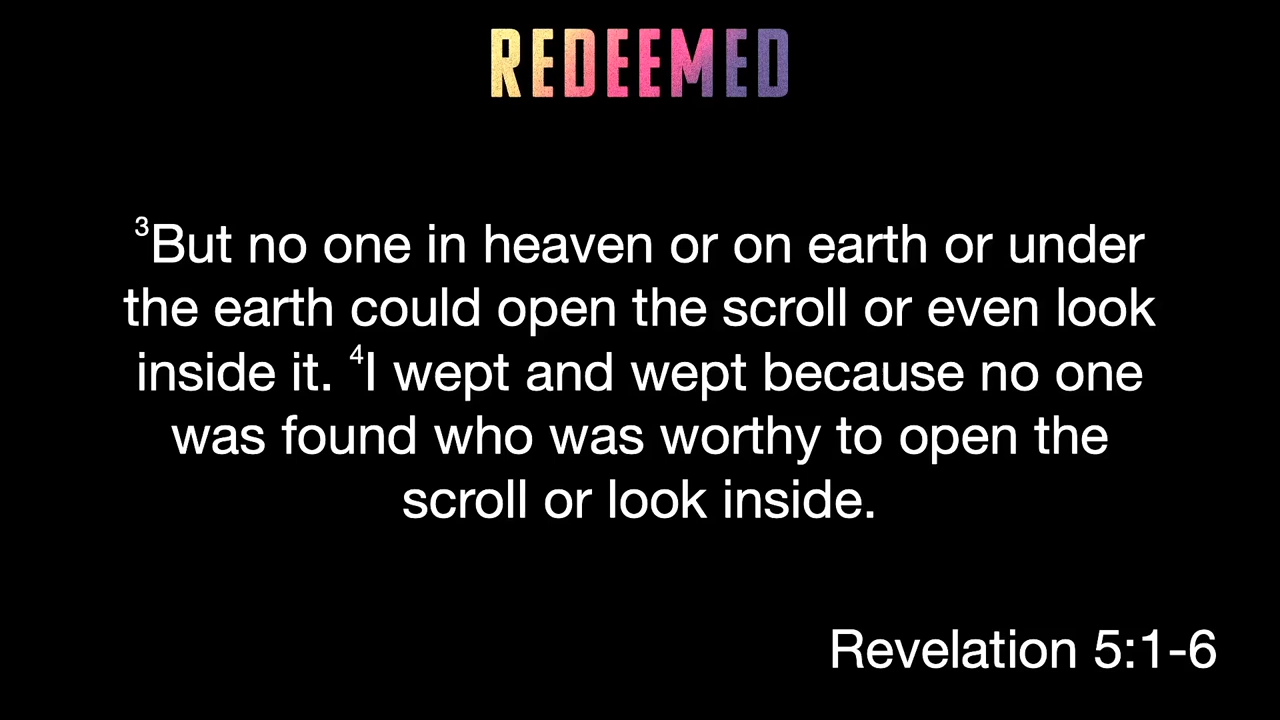 REDEEMED
³But no one in heaven or on earth or under
the earth could open the scroll or even look
inside it. ⁴I wept and wept because no one
was found who was worthy to open the
scroll or look inside.
Revelation 5:1-6